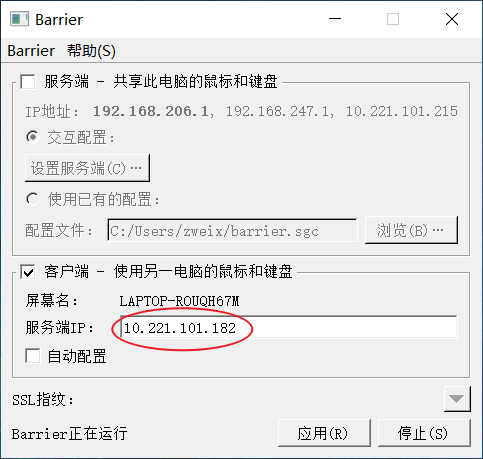 Barrier
Barrier 帮助(S)
服务端 - 共享此电脑的鼠标和键盘
IP地址： 192.168.206.1, 192.168.247.1, 10.221.101.215
交互配置：
设置服务端(C)…
使用已有的配置：
配置文件： C:/Users/zweix/barrier.sgc 浏览(B)…
客户端 - 使用另一电脑的鼠标和键盘
屏幕名： LAPTOP-ROUQH67M
服务端IP： 10.221.101.182
自动配置
SSL指纹：
Barrier正在运行 应用(R) 停止(S)